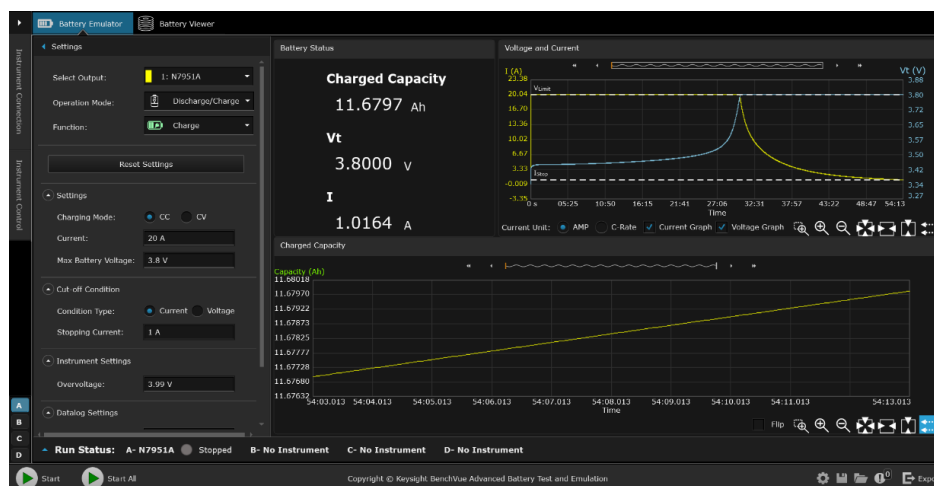 Battery Emulator
Battery Viewer
Instrument Connection
Instrument Control
A
B
C
D
Settings
Select Output: 1: N7951A
Operation Mode: Discharge/Charge
Function: Charge
Reset Settings
Settings
Charging Mode: CC CV
Current: 20 A
Max Battery Voltage: 3.8 V
Cut-off Condition
Condition Type: Current Voltage
Stopping Current: 1 A
Instrument Settings
Overvoltage: 3.99 V
Datalog Settings
Battery Status
Charged Capacity
11.6797 Ah
Vt
3.8000 V
I
1.0164 A
Voltage and Current
I (A)
Vt (V)
23.38
20.04
16.70
13.36
10.02
6.67
3.33
-0.009
-3.35
VLimit
IStop
3.88
3.80
3.72
3.65
3.57
3.50
3.42
3.34
3.27
0 s 05:25 10:50 16:15 21:41 27:06 32:31 37:57 43:22 48:47 54:13
Time
Current Unit: AMP C-Rate Current Graph Voltage Graph
Charged Capacity
Capacity (Ah)
11.68018
11.67970
11.67922
11.67873
11.67825
11.67777
11.67728
11.67680
11.67632
54:03.013 54:04.013 54:05.013 54:06.013 54:07.013 54:08.013 54:09.013 54:10.013 54:11.013 54:13.013
Time
Flip
Run Status: A- N7951A Stopped B- No Instrument C- No Instrument D- No Instrument
Start
Start All
Copyright © Keysight BenchVue Advanced Battery Test and Emulation
0
Expo